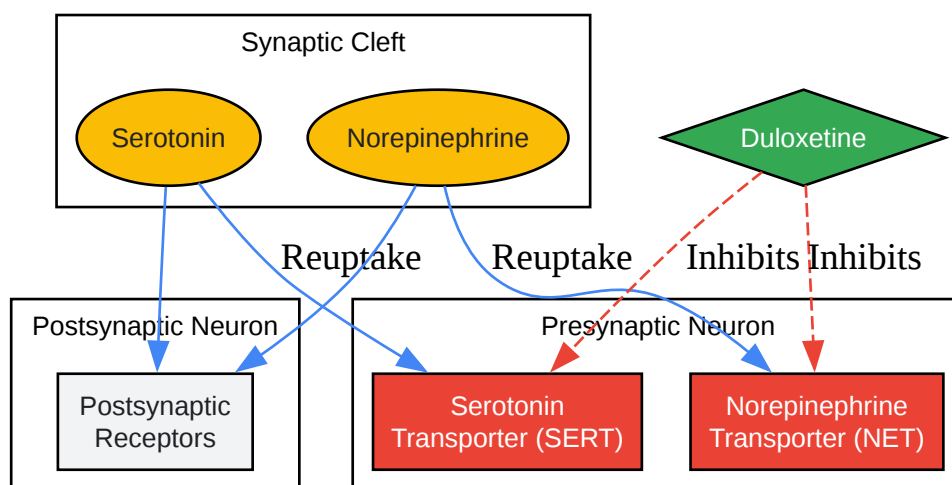 Synaptic Cleft
Serotonin
Norepinephrine
Duloxetine
Reuptake
Reuptake
Inhibits
Inhibits
Postsynaptic Neuron
Presynaptic Neuron
Postsynaptic
Receptors
Serotonin
Transporter (SERT)
Norepinephrine
Transporter (NET)